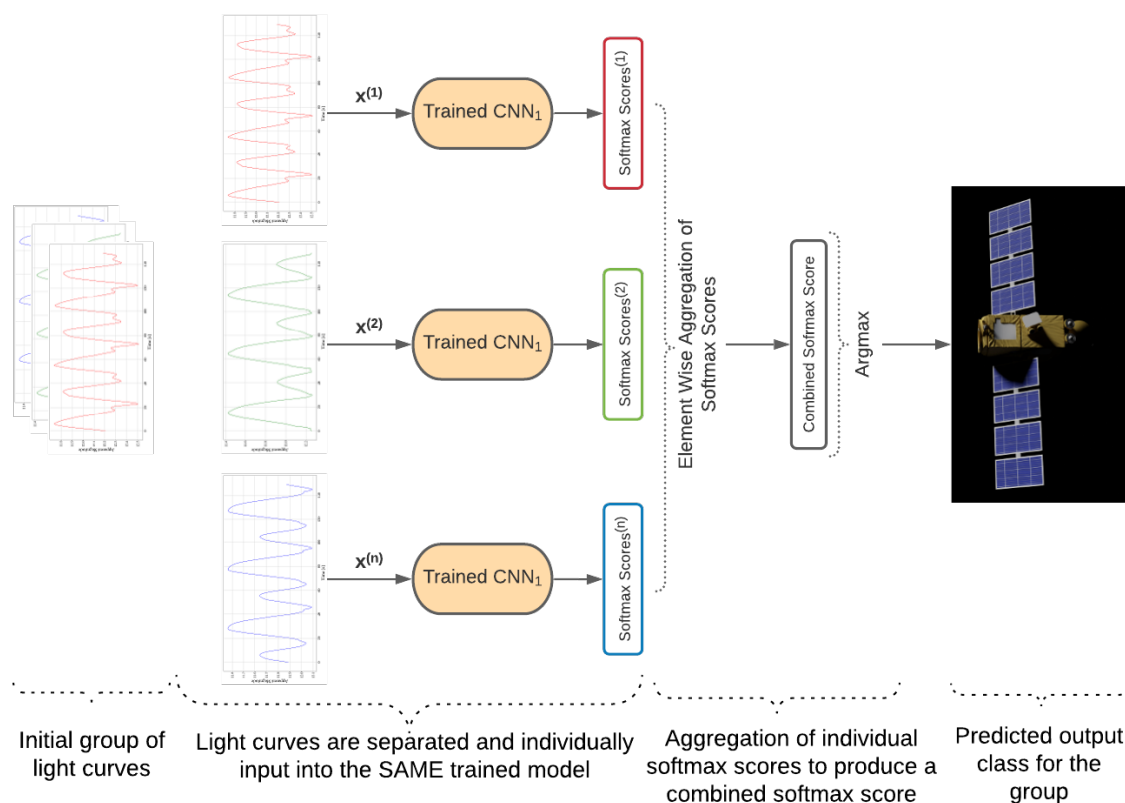 x(1)
Trained CNN1
Softmax Scores(1)
x(2)
Trained CNN1
Softmax Scores(2)
x(n)
Trained CNN1
Softmax Scores(n)
Element Wise Aggregation of
Softmax Scores
Combined Sofrmax Score
Argmax
Initial group of
light curves
Light curves are separated and individually
input into the SAME trained model
Aggregation of individual
softmax scores to produce a
combined softmax score
Predicted output
class for the
group